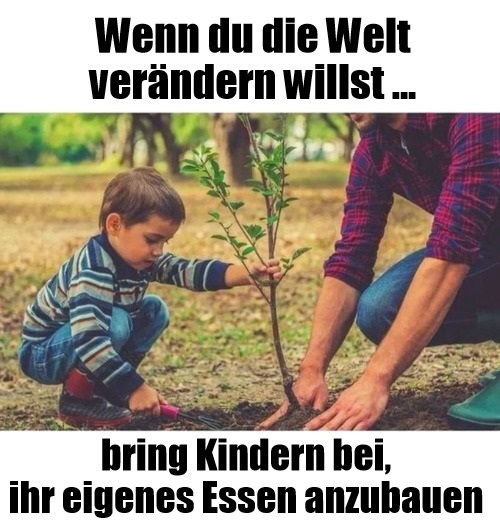 Wenn du die Welt
verändern willst ...
bring Kindern bei,
ihr eigenes Essen anzubauen